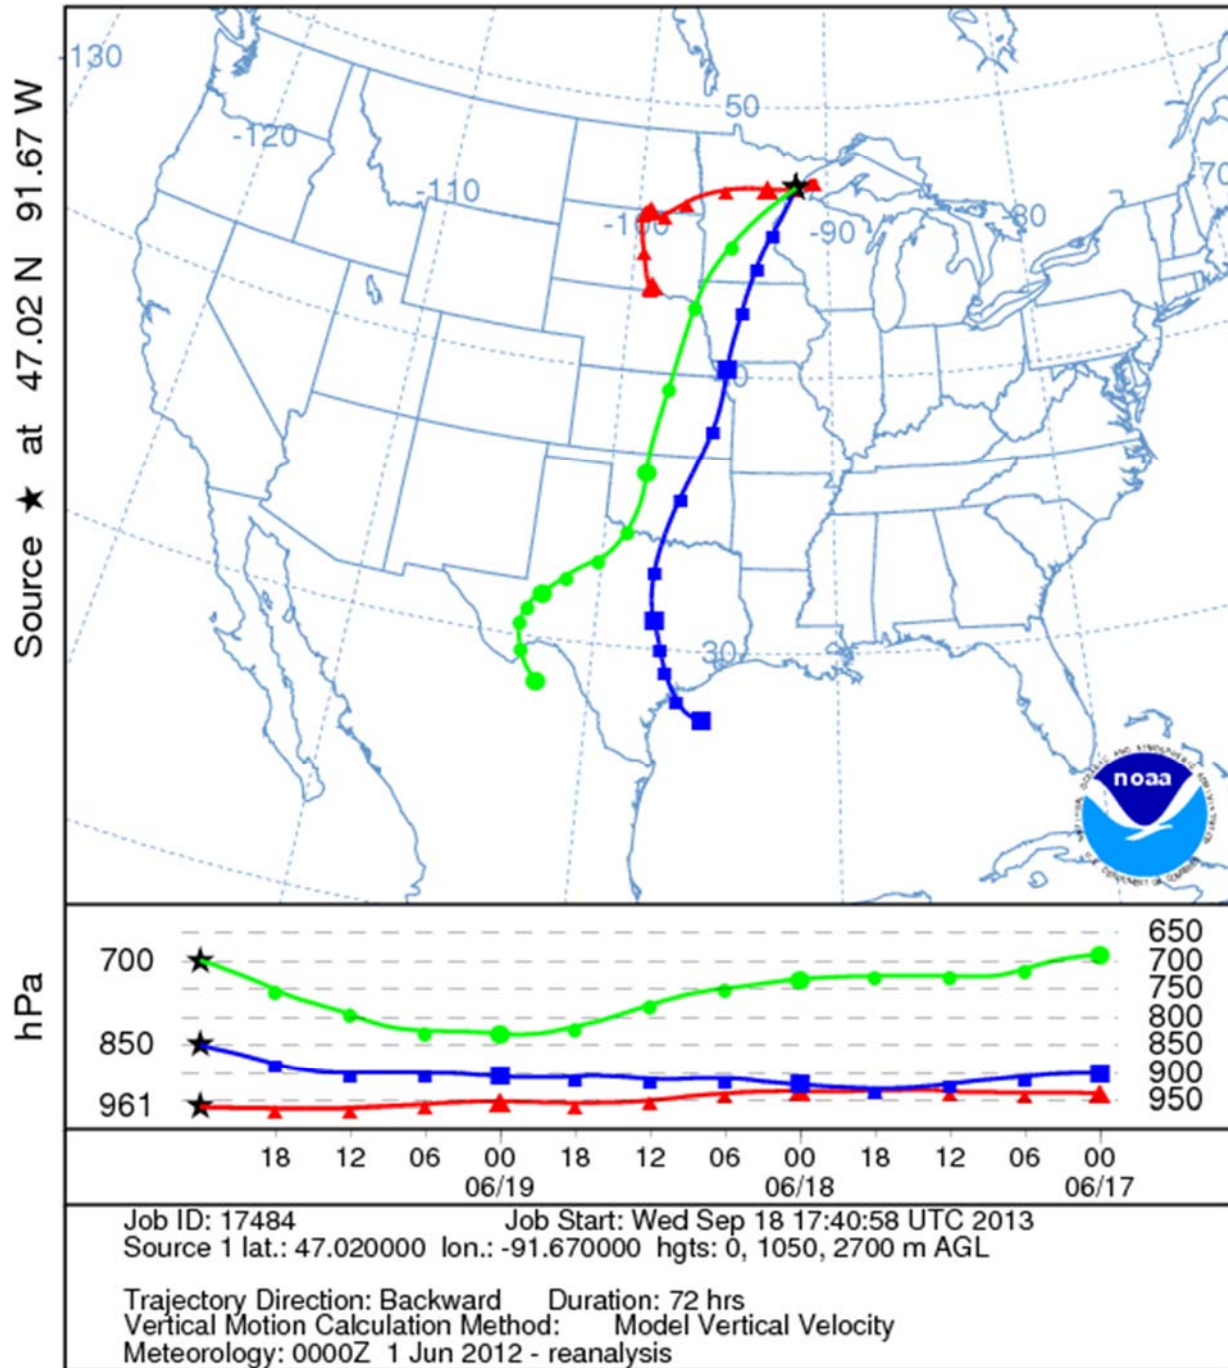 Source ★ at 47.02 N 91.67 W
-130
50
-120
70
-110
-80
-100
-90
30
noaa
hPa
650
700 700
750
800
850 850
900
961 950
18 12 06 00 18 12 06 00 18 12 06 00
06/19 06/18 06/17
Job ID: 17484 Job Start: Wed Sep 18 17:40:58 UTC 2013
Source 1 lat.: 47.020000 lon.: -91.670000 hgts: 0, 1050, 2700 m AGL
Trajectory Direction: Backward Duration: 72 hrs
Vertical Motion Calculation Method: Model Vertical Velocity
Meteorology: 0000Z 1 Jun 2012 - reanalysis